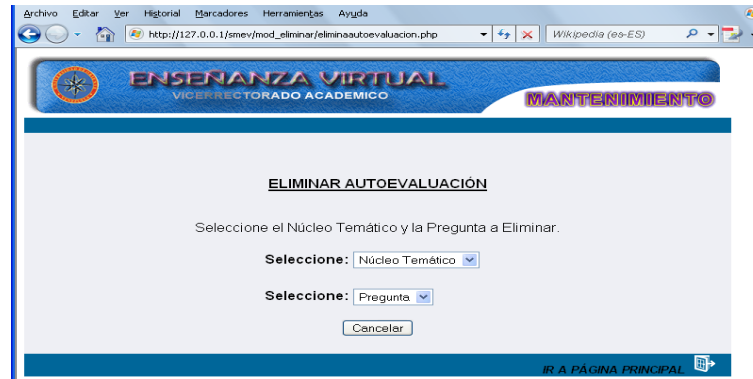 Archivo Editar Ver Historial Marcadores Herramientas Ayuda
http://127.0.0.1/smev/mod_eliminar/eliminaautoevaluacion.php Wikipedia (es-ES)
ENSEÑANZA VIRTUAL
VICERRECTORADO ACADEMICO
MANTENIMIENTO
ELIMINAR AUTOEVALUACIÓN
Seleccione el Núcleo Temático y la Pregunta a Eliminar.
Seleccione: Núcleo Temático
Seleccione: Pregunta
Cancelar
IR A PÁGINA PRINCIPAL